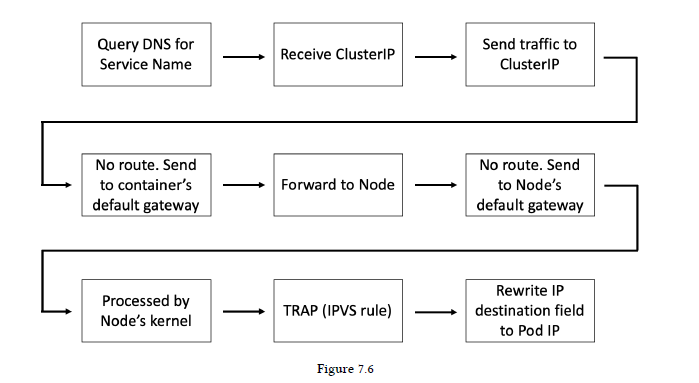 Query DNS for
Service Name
Receive ClusterIP
Send traffic to
ClusterIP
No route. Send
to container's
default gateway
Forward to Node
No route. Send
to Node's
default gateway
Processed by
Node's kernel
TRAP (IPVS rule)
Rewrite IP
destination field
to Pod IP
Figure 7.6